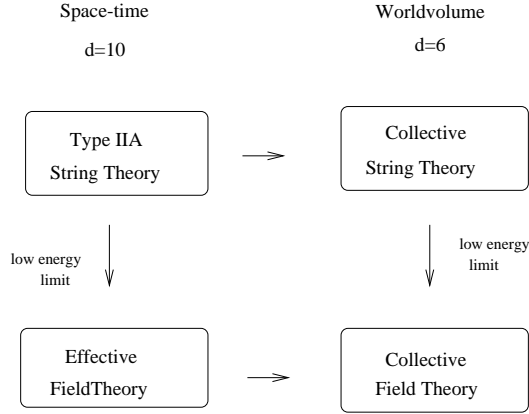 Space-time
Worldvolume
d=10
d=6
Type IIA
String Theory
Collective
String Theory
low energy
limit
low energy
limit
Effective
FieldTheory
Collective
Field Theory